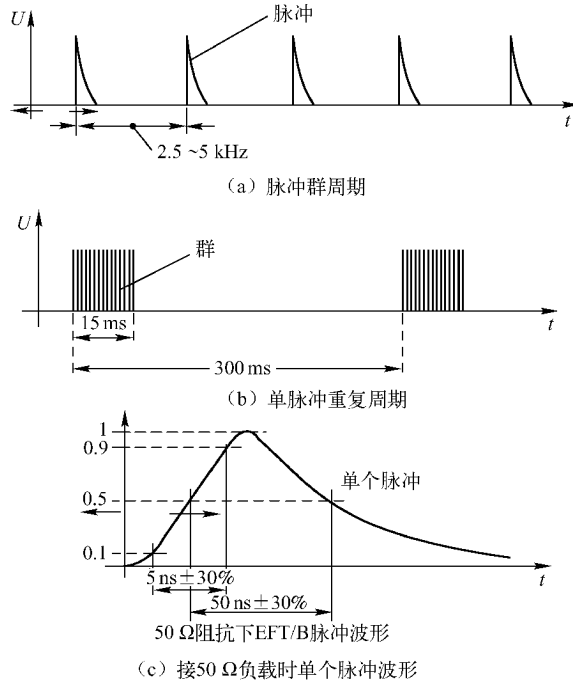 U
脉冲
t
2.5 ~5 kHz
(a) 脉冲群周期
U
群
15 ms
t
300 ms
(b) 单脉冲重复周期
1
0.9
单个脉冲
0.5
0.1
5 ns±30%
t
50 ns±30%
50 Ω阻抗下EFT/B脉冲波形
(c) 接50 Ω负载时单个脉冲波形